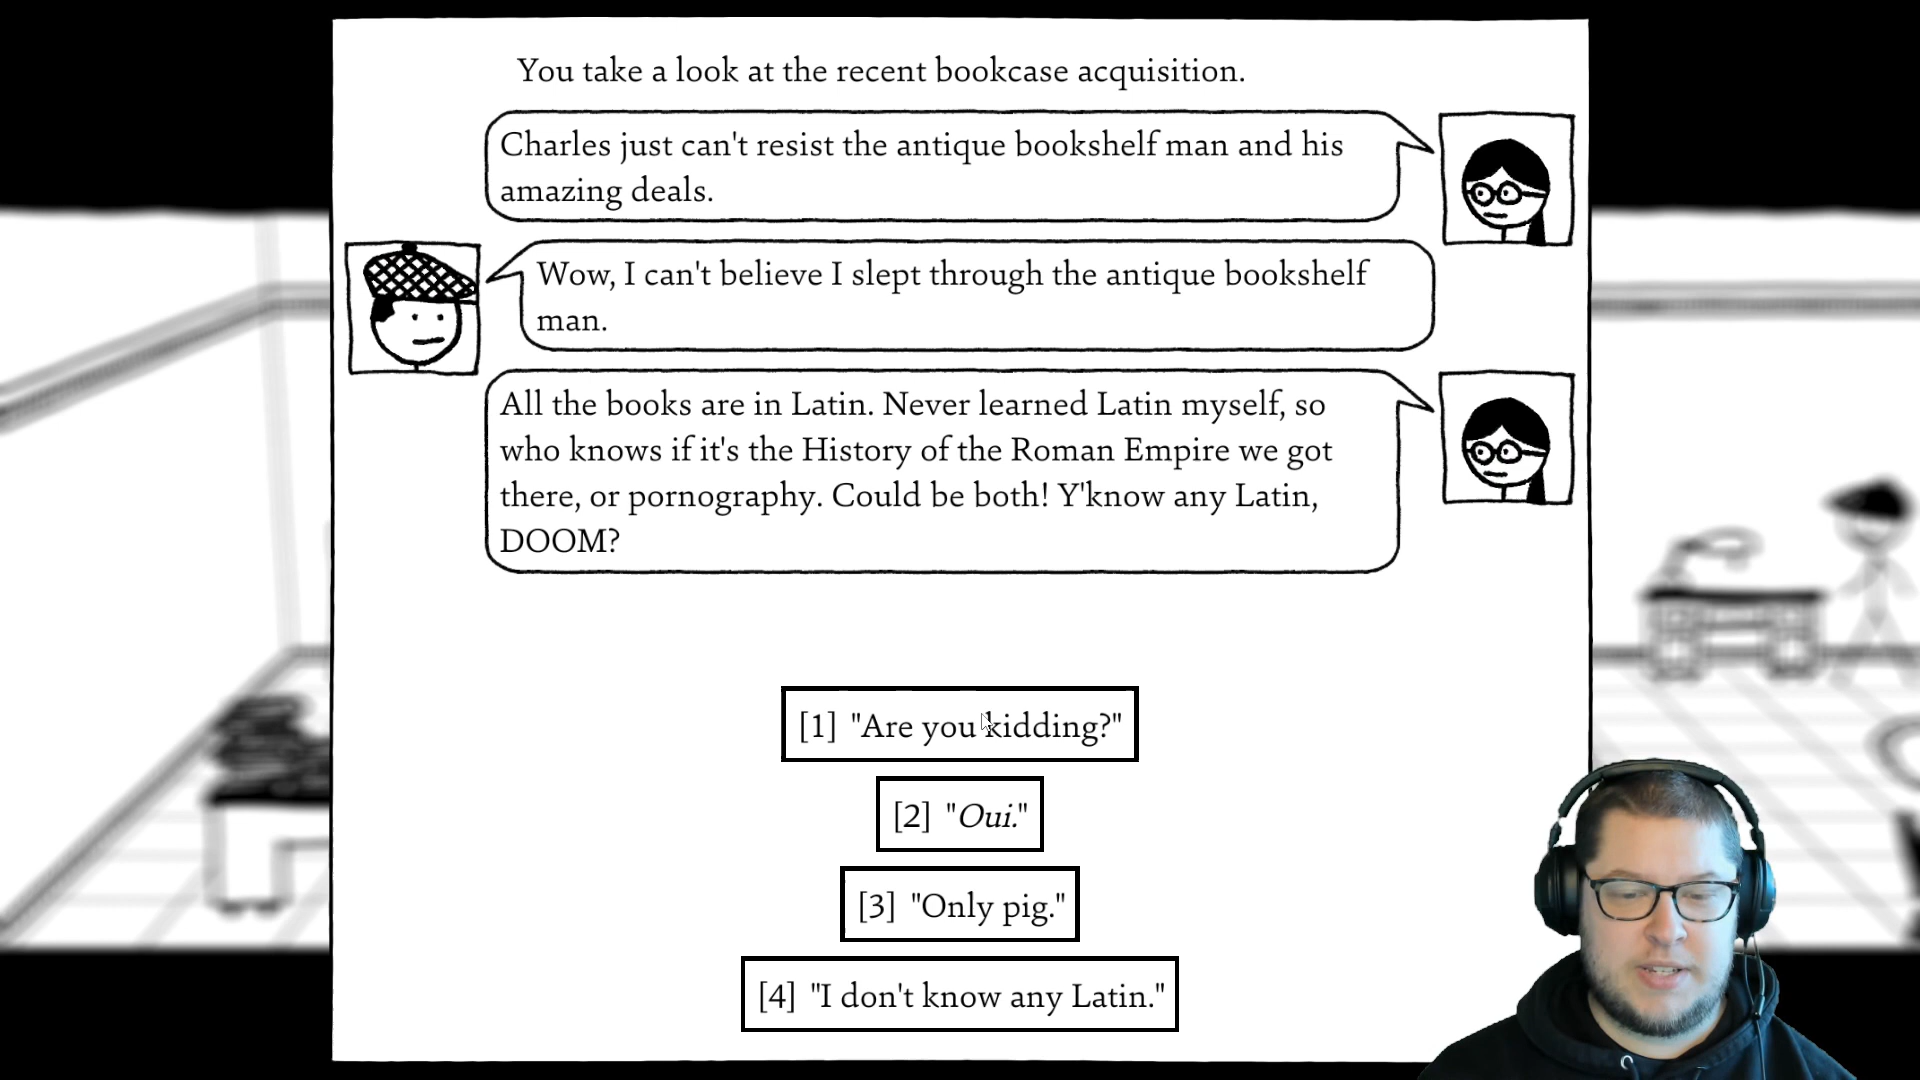 You take a look at the recent bookcase acquisition.
Charles just can't resist the antique bookshelf man and his
amazing deals.
Wow, I can't believe I slept through the antique bookshelf
man.
All the books are in Latin. Never learned Latin myself, so
who knows if it's the History of the Roman Empire we got
there, or pornography. Could be both! Y'know any Latin,
DOOM?
[1] "Are you kidding?"
[2] "Oui."
[3] "Only pig."
[4] "I don't know any Latin."